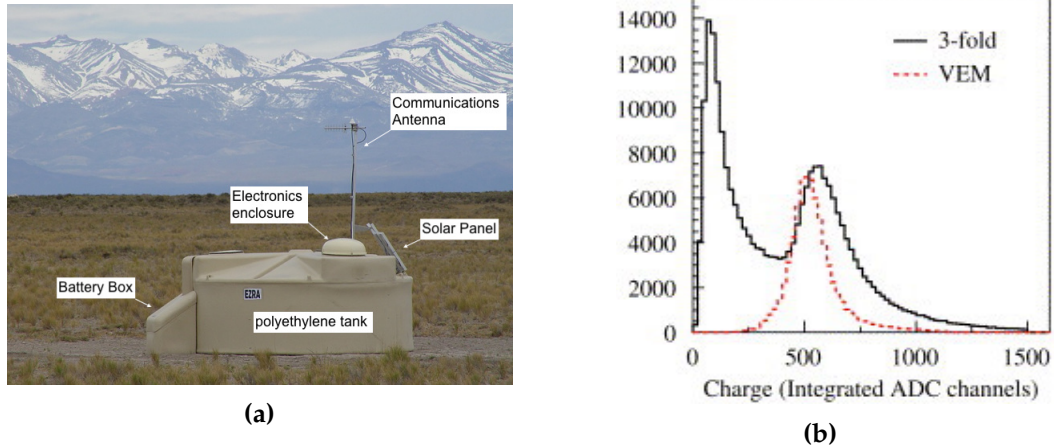 Communications
Antenna
Electronics
enclosure
Solar Panel
Battery Box
EZRA
polyethylene tank
(a)
14000
12000
10000
8000
6000
4000
2000
0
3-fold
VEM
0
500
1000
1500
Charge (Integrated ADC channels)
(b)